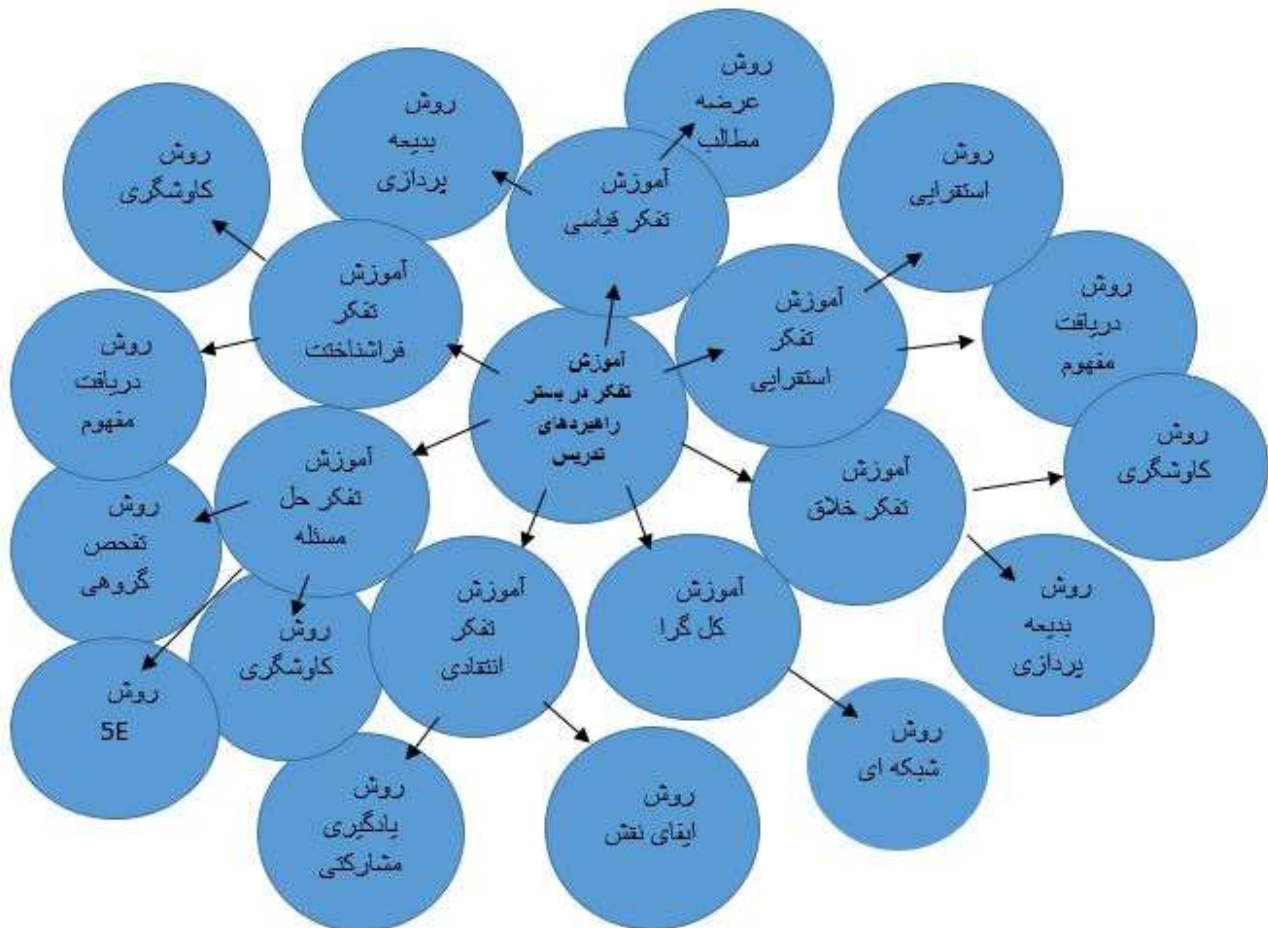 روش
عرضه
مطالب
روش
بدیعه
پردازی
روش
کاوشگری
روش
استقرایی
آموزش
تفکر قیاسی
آموزش
تفکر
فراشناخت
آموزش
تفکر
استقرایی
روش
دریافت
مفهوم
روش
دریافت
مفهوم
آموزش
تفکر در بستر
راهبردهای
تدریس
روش
کاوشگری
آموزش
تفکر حل
مسئله
آموزش
تفکر خلاق
روش
تفحص
گروهی
آموزش
تفکر
انتقادی
آموزش
کل گرا
روش
بدیعه
پردازی
روش
کاوشگری
روش
5E
روش
شبکه ای
روش
یادگیری
مشارکتی
روش
ایفای نقش